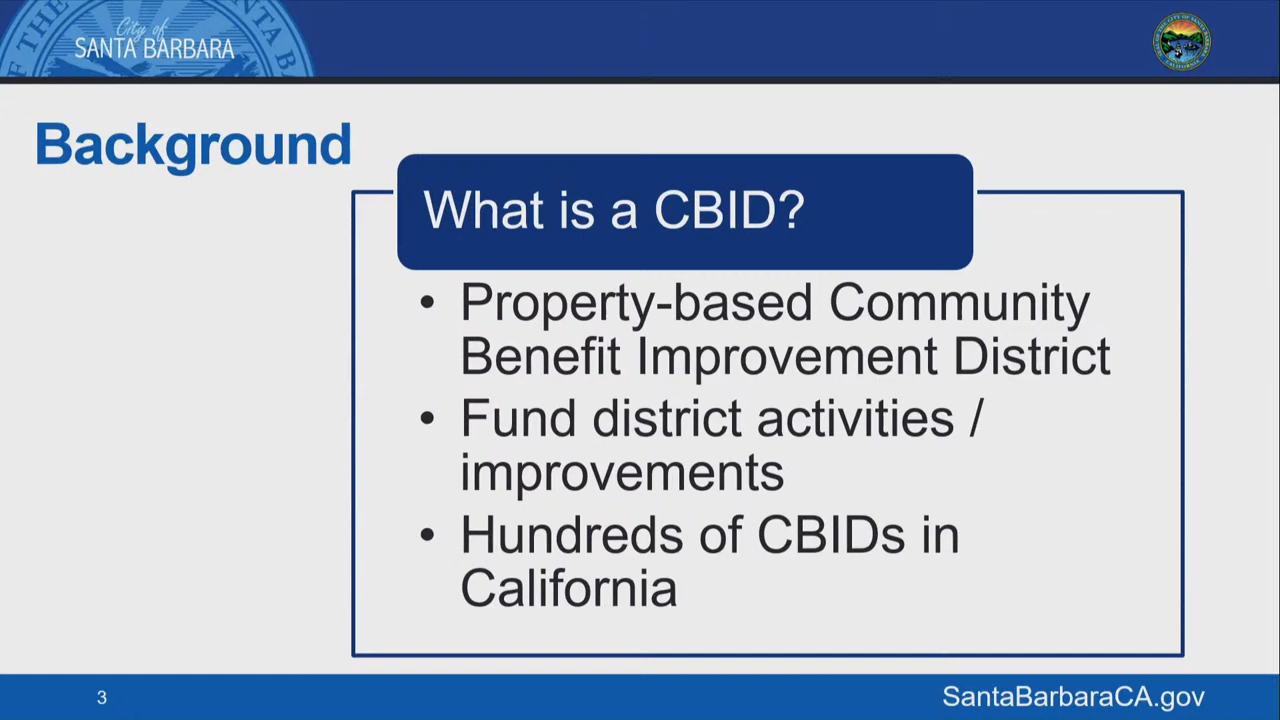 City of
SANTA BARBARA
Background
What is a CBID?
• Property-based Community
Benefit Improvement District
• Fund district activities /
improvements
• Hundreds of CBIDs in
California
3
SantaBarbaraCA.gov